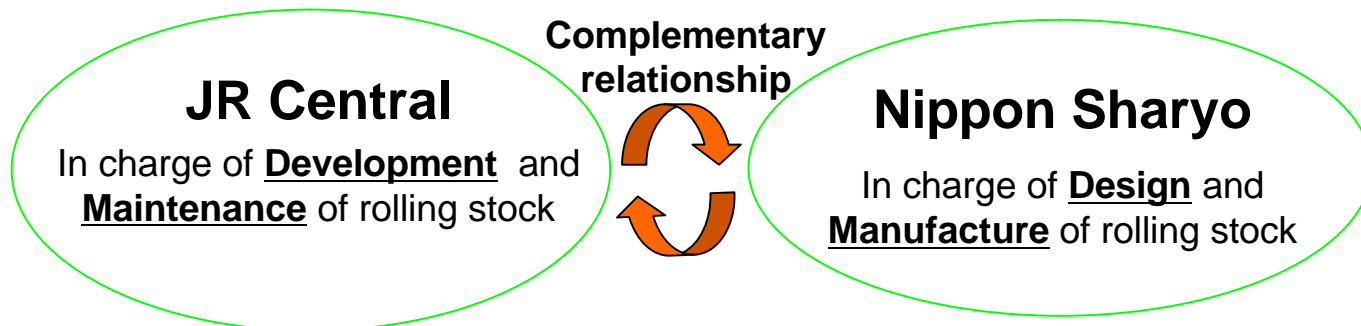 Complementary
relationship
JR Central
In charge of Development and
Maintenance of rolling stock
Nippon Sharyo
In charge of Design and
Manufacture of rolling stock